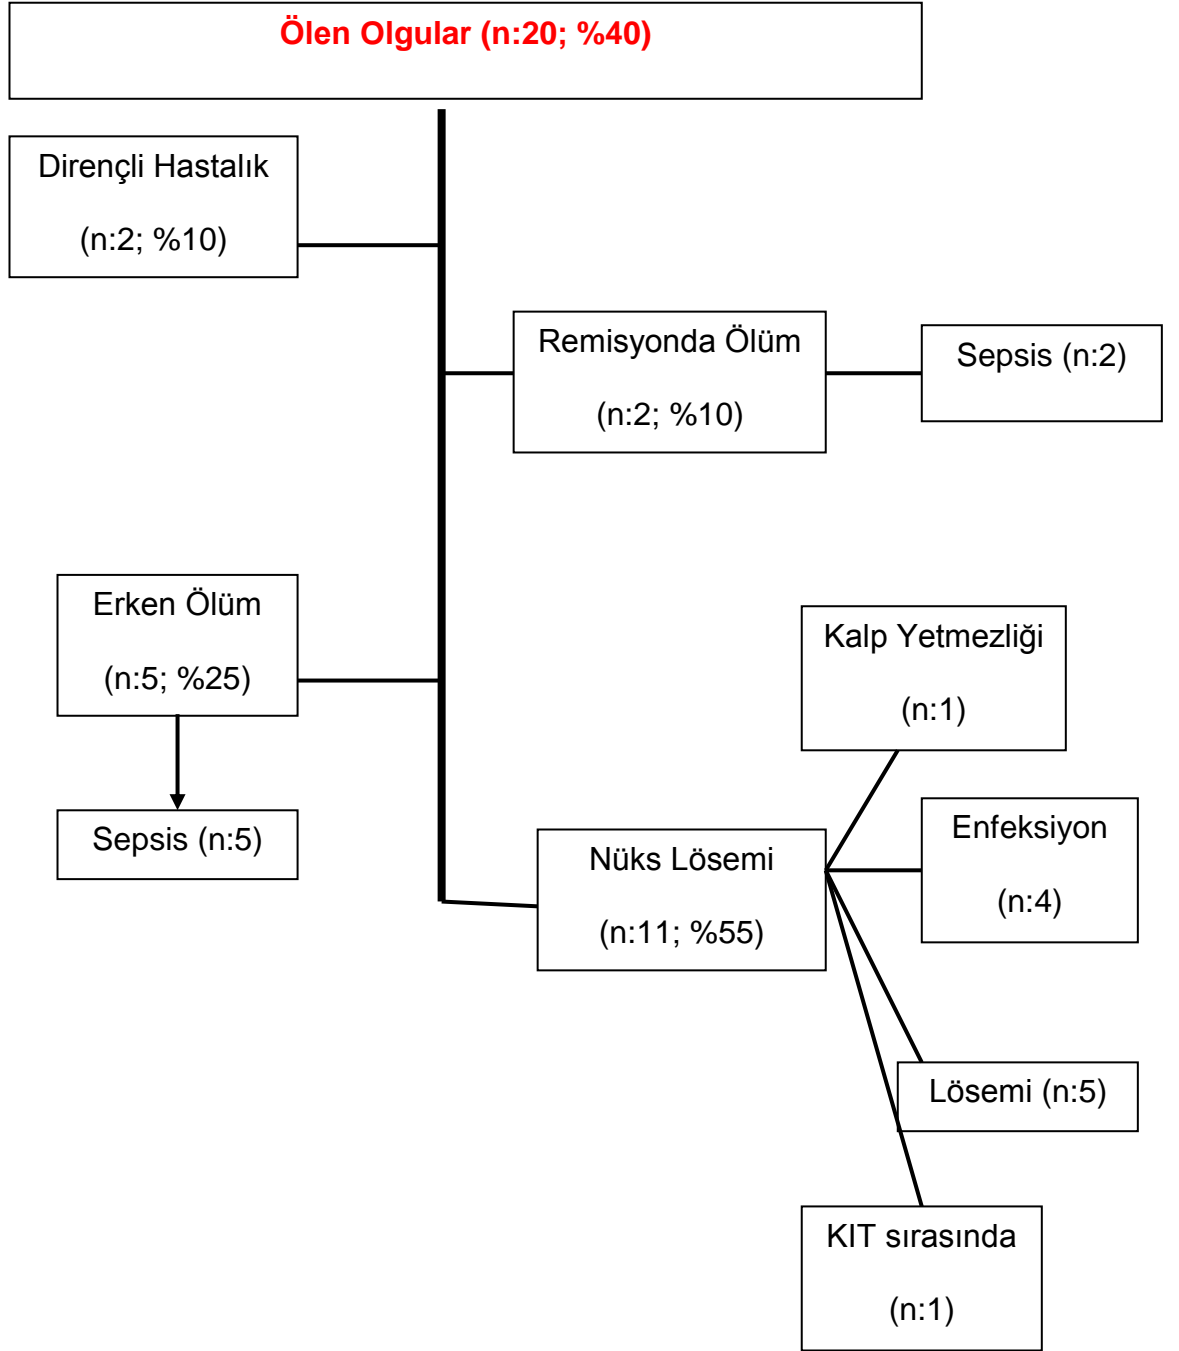 Ölen Olgular (n:20; %40)
Dirençli Hastalık
(n:2; %10)
Remisyonda Ölüm
(n:2; %10)
Sepsis (n:2)
Erken Ölüm
(n:5; %25)
Sepsis (n:5)
Nüks Lösemi
(n:11; %55)
Kalp Yetmezliği
(n:1)
Enfeksiyon
(n:4)
Lösemi (n:5)
KIT sırasında
(n:1)